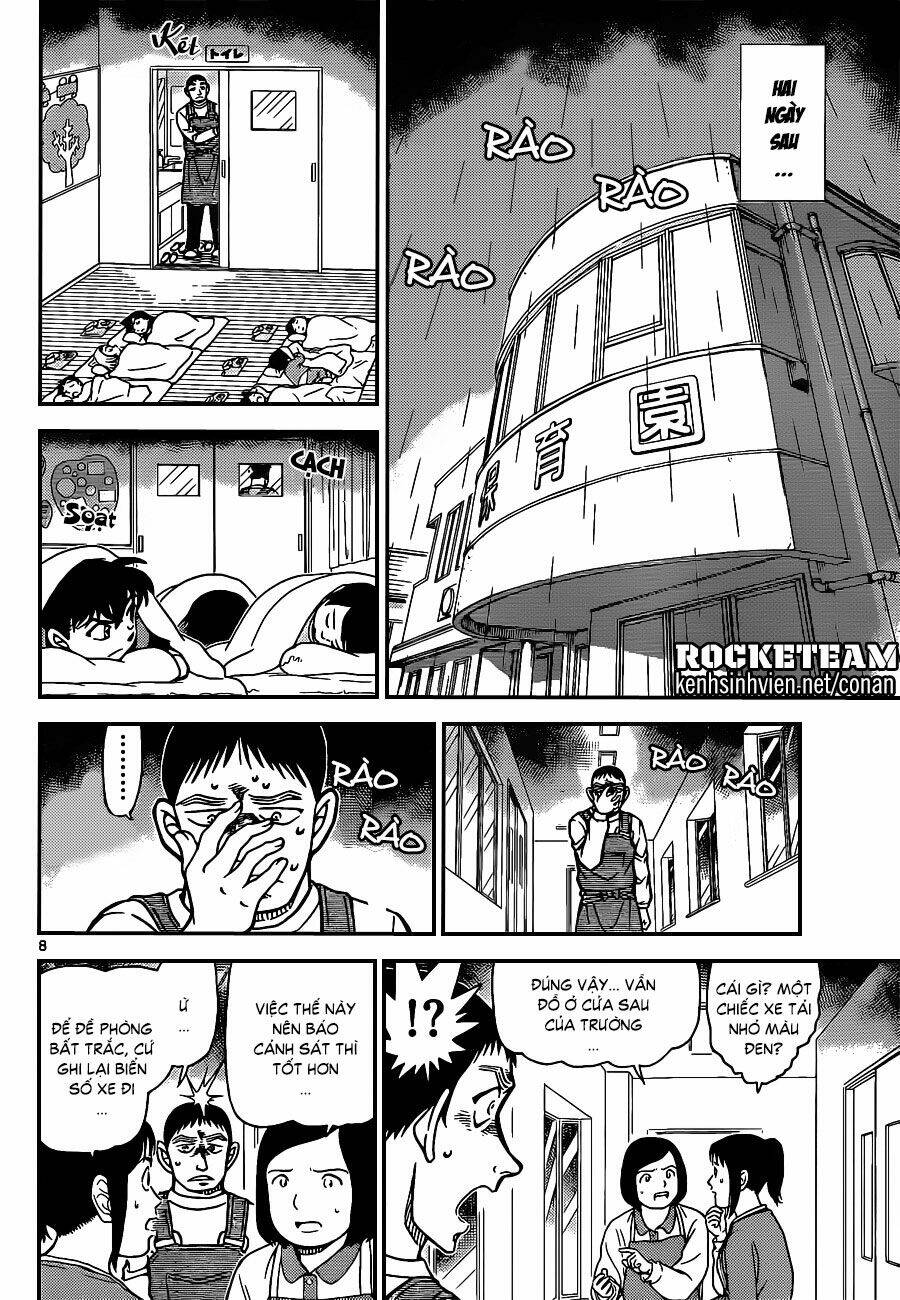 HAI
NGÀY
SAU
...
RÀO
RÀO
RÀO
保育園
ROCKETEAM
kenhsinhvien.net/conan
Két
トイレ
CẠCH
Soạt
RÀO
RÀO
......
RÀO
RÀO
8
CÁI GÌ? MỘT
CHIẾC XE TẢI
NHỎ MÀU
ĐEN?
ĐÚNG VẬY... VẪN
ĐỖ Ở CỬA SAU
CỦA TRƯỜNG
...
!?
VIỆC THẾ NÀY
NÊN BÁO
CẢNH SÁT THÌ
TỐT HƠN
...
Ừ
...
ĐỂ ĐỀ PHÒNG
BẤT TRẮC, CỨ
GHI LẠI BIỂN
SỐ XE ĐI
...